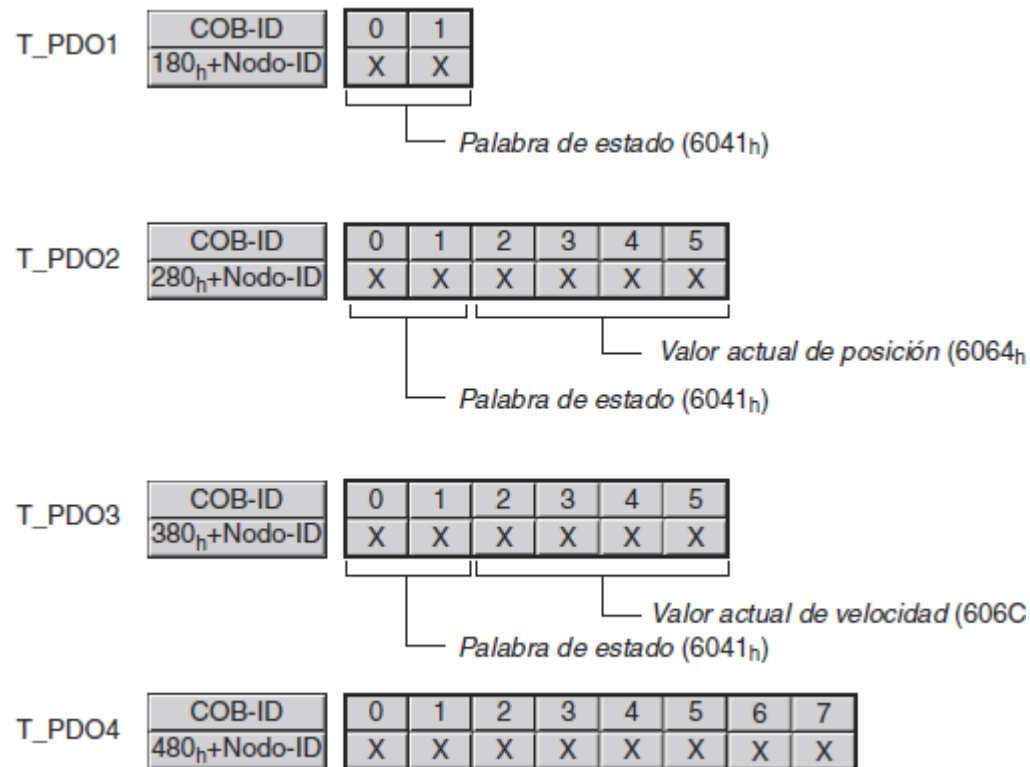 T_PDO1 COB-ID 0 1
180h+Nodo-ID X X
Palabra de estado (6041h)
T_PDO2 COB-ID 0 1 2 3 4 5
280h+Nodo-ID X X X X X X
Valor actual de posición (6064h
Palabra de estado (6041h)
T_PDO3 COB-ID 0 1 2 3 4 5
380h+Nodo-ID X X X X X X
Valor actual de velocidad (606C
Palabra de estado (6041h)
T_PDO4 COB-ID 0 1 2 3 4 5 6 7
480h+Nodo-ID X X X X X X X X